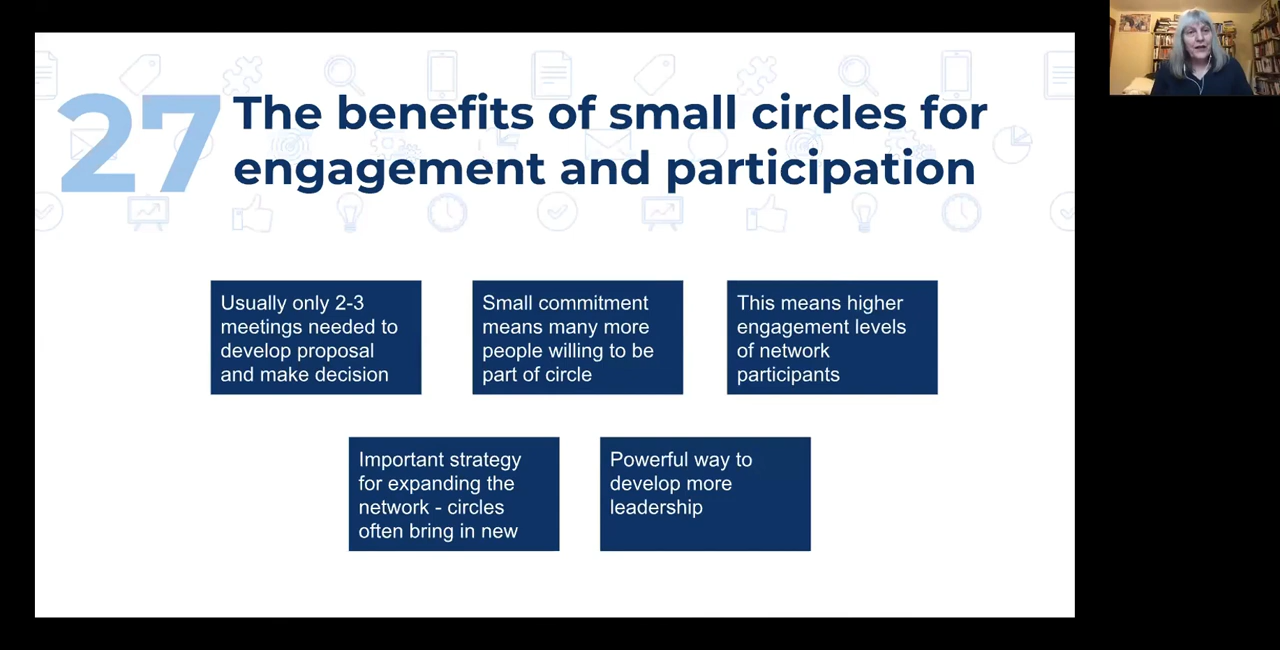 27
The benefits of small circles for
engagement and participation
Usually only 2-3
meetings needed to
develop proposal
and make decision
Small commitment
means many more
people willing to be
part of circle
This means higher
engagement levels
of network
participants
Important strategy
for expanding the
network - circles
often bring in new
Powerful way to
develop more
leadership